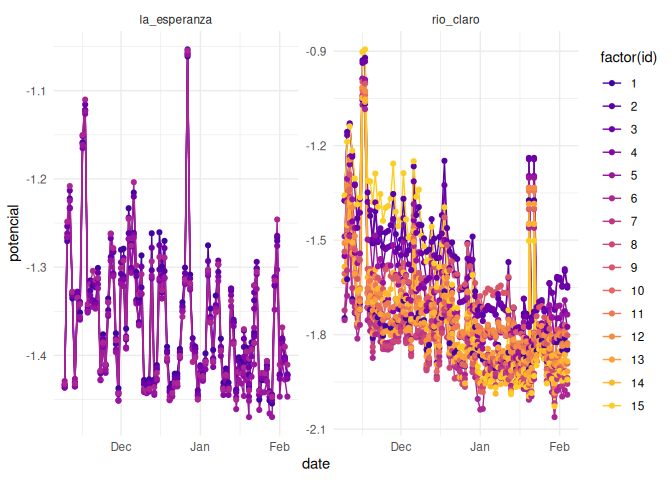 la_esperanza
rio_claro
potencial
-1.1
-1.2
-1.3
-1.4
-0.9
-1.2
-1.5
-1.8
-2.1
Dec
Jan
Feb
Dec
Jan
Feb
date
factor(id)
1
2
3
4
5
6
7
8
9
10
11
12
13
14
15